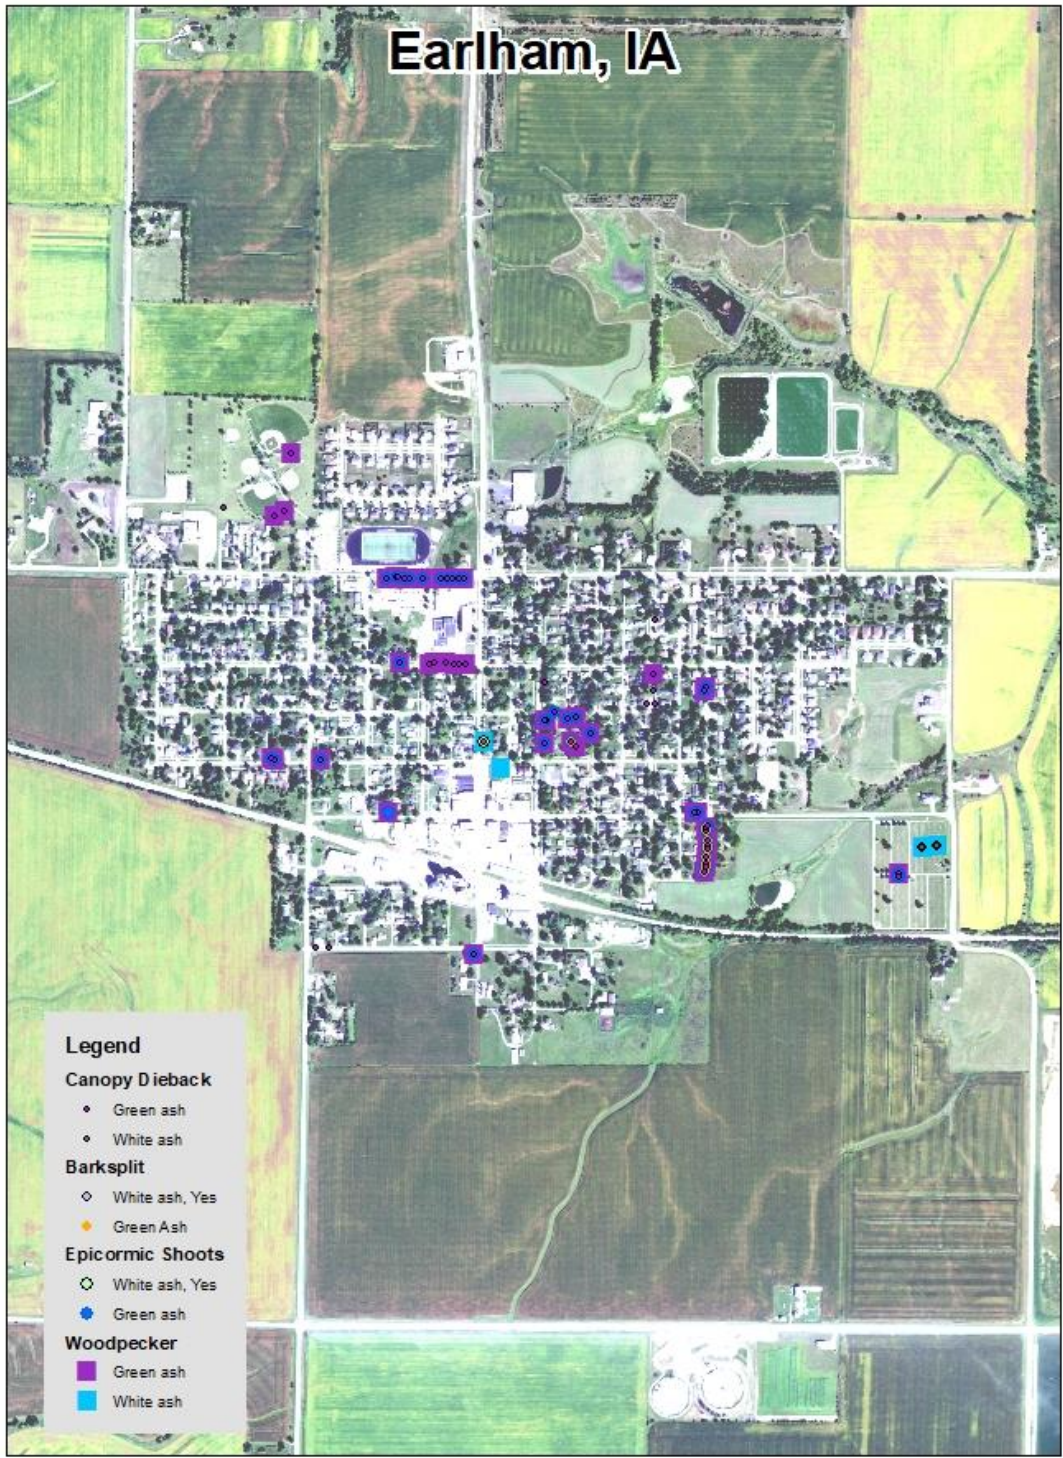 Earlham, IA
Legend
Canopy Dieback
Green ash
White ash
Barksplit
White ash, Yes
Green Ash
Epicormic Shoots
White ash, Yes
Green ash
Woodpecker
Green ash
White ash